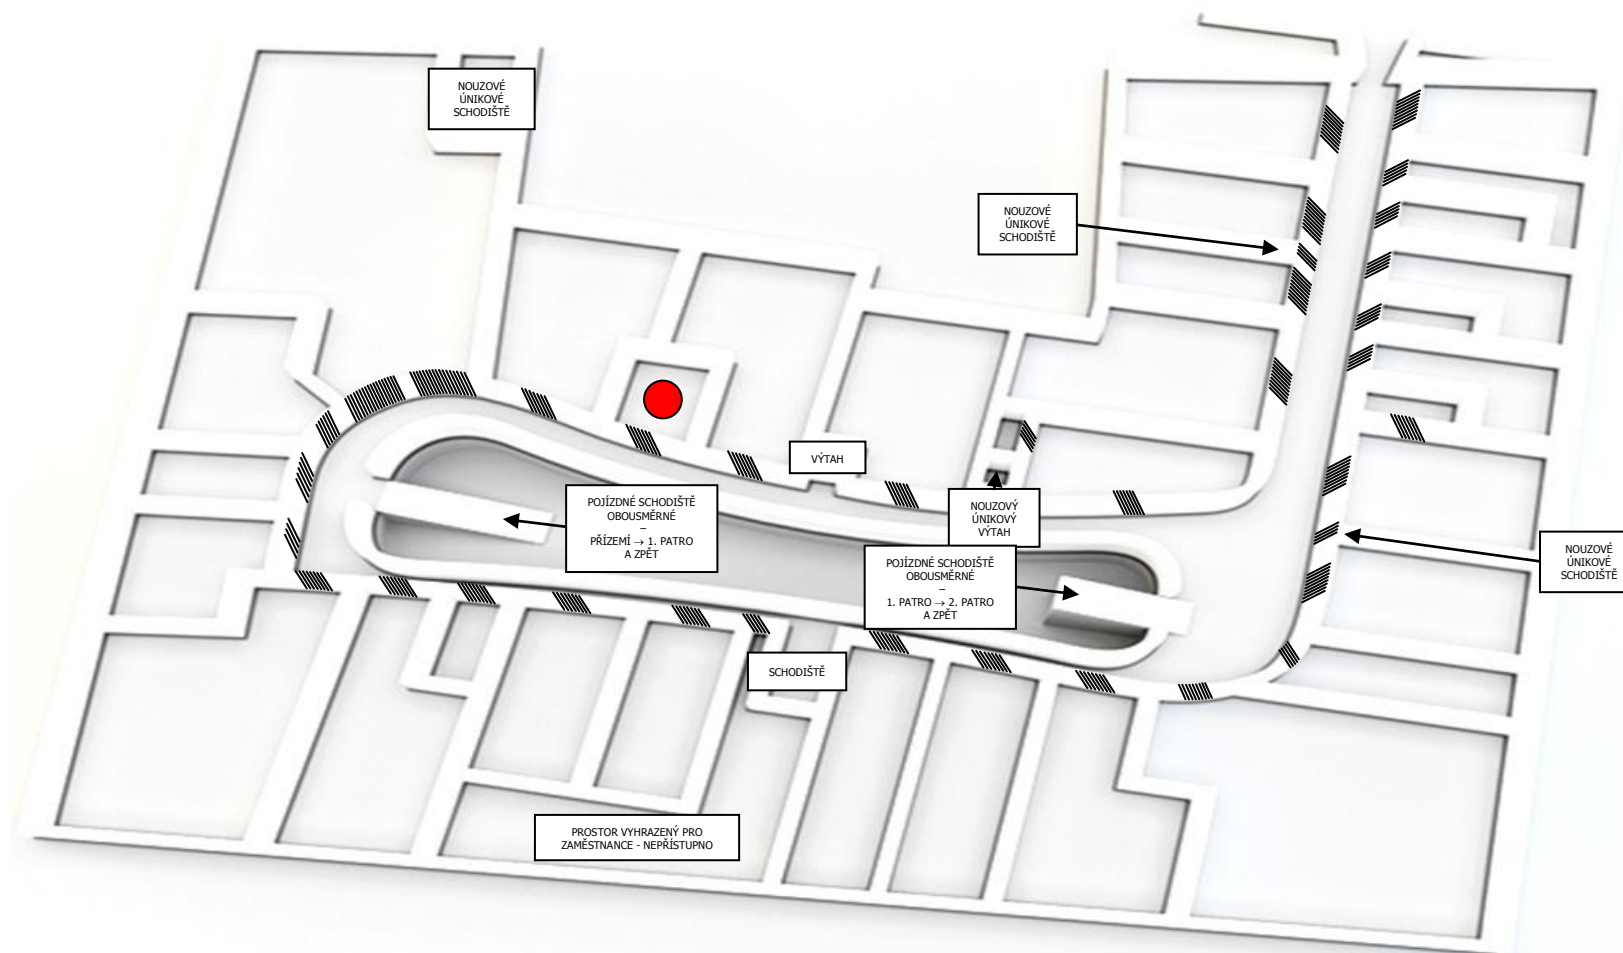 NOUZOVÉ
ÚNIKOVÉ
SCHODIŠTĚ
NOUZOVÉ
ÚNIKOVÉ
SCHODIŠTĚ
VÝTAH
POJÍZDNÉ SCHODIŠTĚ
OBOUSMĚRNÉ
–
PŘÍZEMÍ → 1. PATRO
A ZPĚT
NOUZOVÝ
ÚNIKOVÝ
VÝTAH
POJÍZDNÉ SCHODIŠTĚ
OBOUSMĚRNÉ
–
1. PATRO → 2. PATRO
A ZPĚT
NOUZOVÉ
ÚNIKOVÉ
SCHODIŠTĚ
SCHODIŠTĚ
PROSTOR VYHRAZENÝ PRO
ZAMĚSTNANCE - NEPŘÍSTUPNO